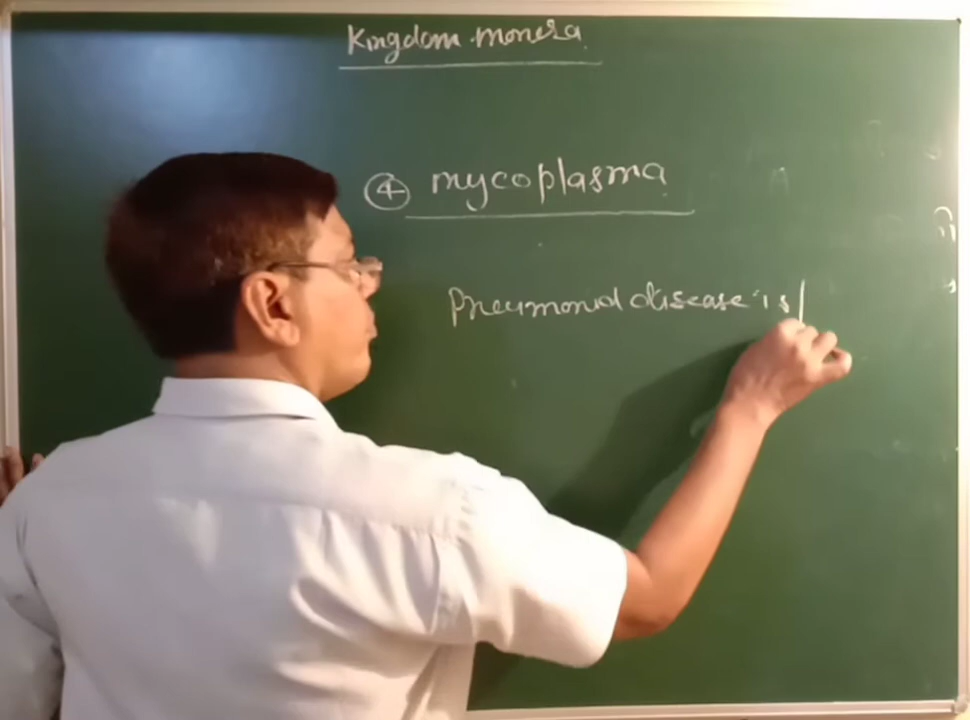 Kingdom monera
④ mycoplasma
Pneumonia disease is